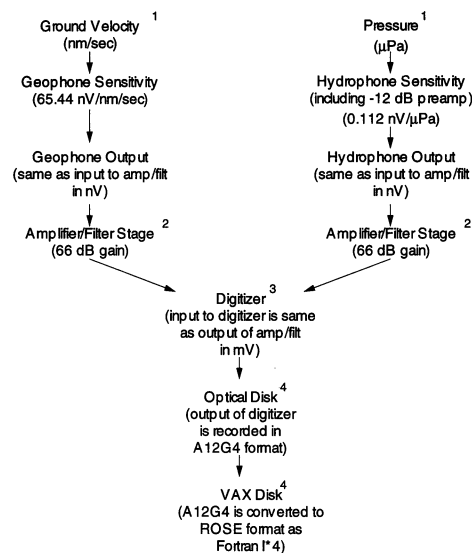 Ground Velocity 1
(nm/sec)
Geophone Sensitivity
(65.44 nV/nm/sec)
Geophone Output
(same as input to amp/filt
in nV)
Amplifier/Filter Stage 2
(66 dB gain)
Pressure 1
(µPa)
Hydrophone Sensitivity
(including -12 dB preamp)
(0.112 nV/µPa)
Hydrophone Output
(same as input to amp/filt
in nV)
Amplifier/Filter Stage 2
(66 dB gain)
Digitizer 3
(input to digitizer is same
as output of amp/filt
in mV)
Optical Disk 4
(output of digitizer
is recorded in
A12G4 format)
VAX Disk 4
(A12G4 is converted to
ROSE format as
Fortran I*4)